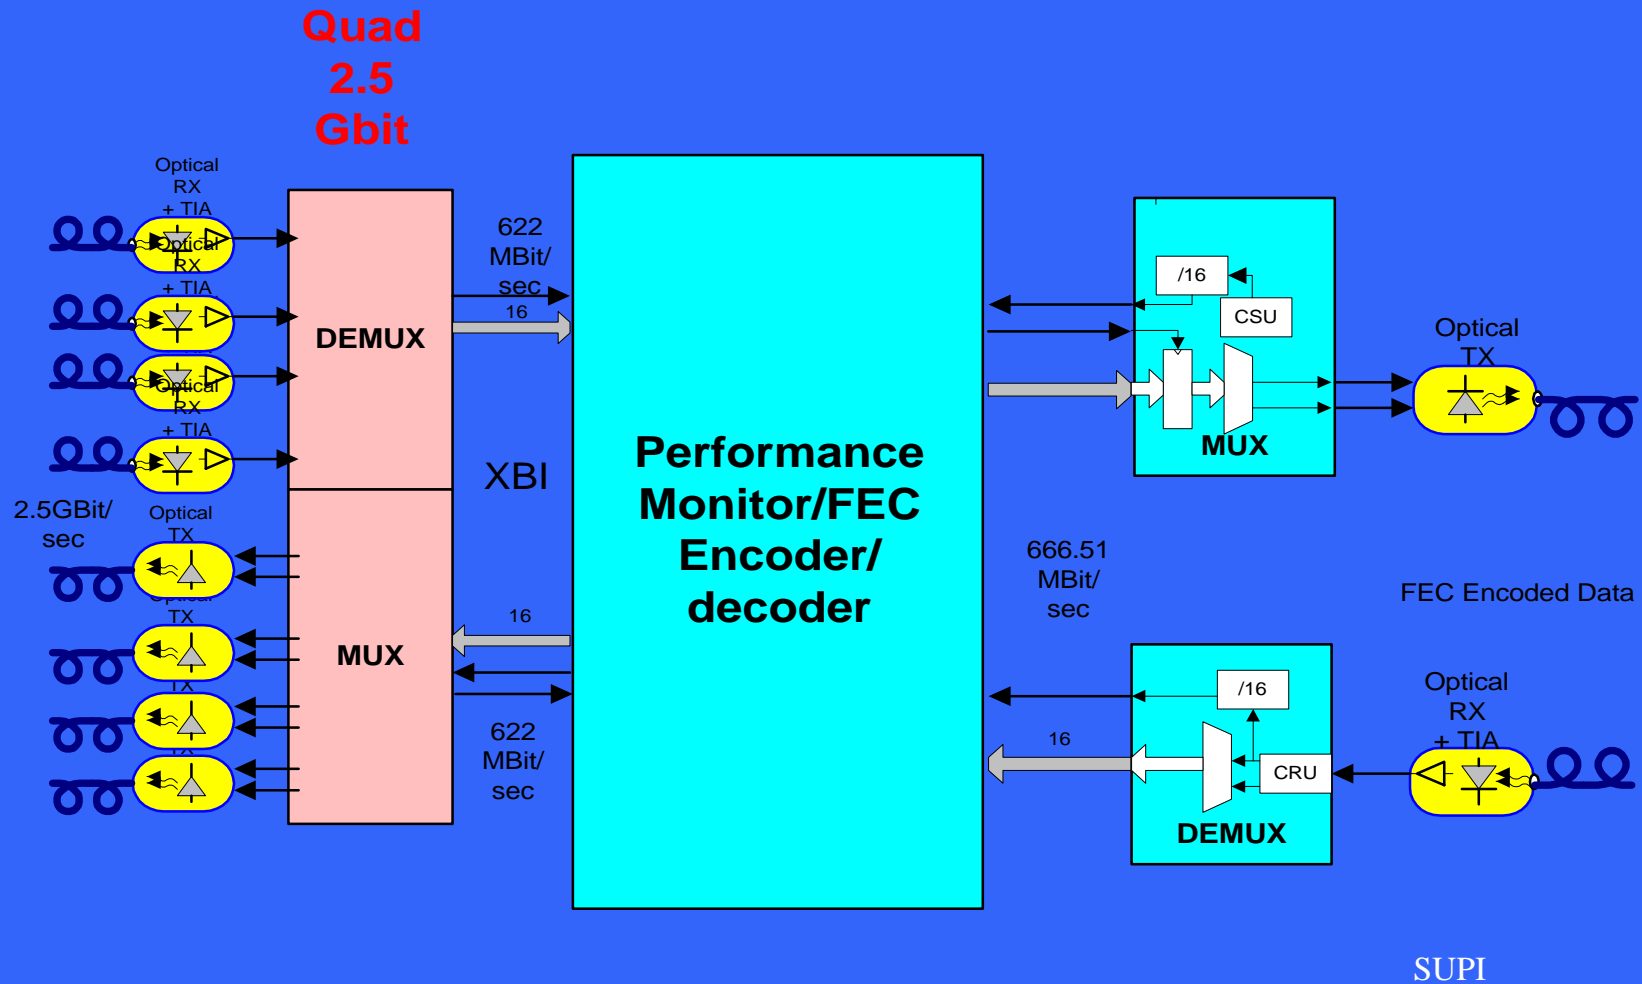 Quad
2.5
Gbit
Optical
RX
+ TIA
Optical
RX
+ TIA
Optical
RX
+ TIA
2.5GBit/
sec
Optical
TX
TX
TX
TX
DEMUX
MUX
622
MBit/
sec
16
XBI
16
622
MBit/
sec
Performance
Monitor/FEC
Encoder/
decoder
/16
CSU
MUX
Optical
TX
666.51
MBit/
sec
FEC Encoded Data
16
/16
CRU
DEMUX
Optical
RX
+ TIA
SUPI